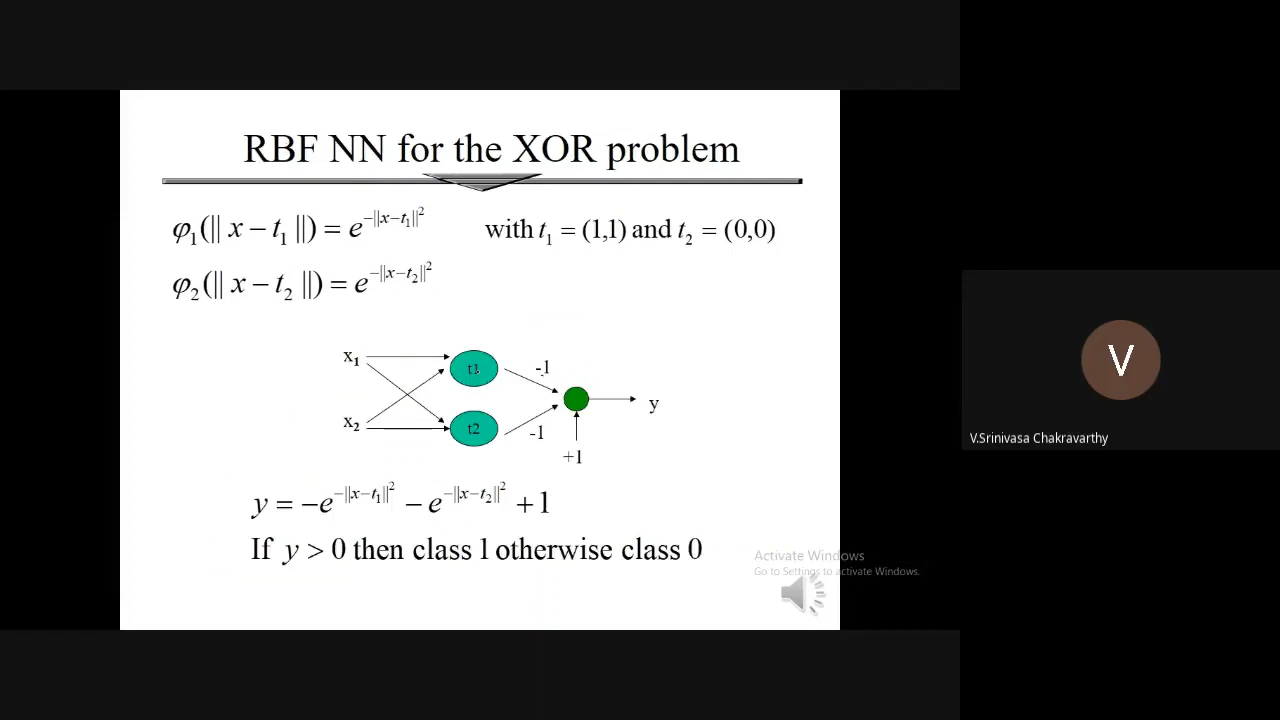 RBF NN for the XOR problem
φ₁(|| x − t₁ ||) = e^{−||x−t₁||²} with t₁ = (1,1) and t₂ = (0,0)
φ₂(|| x − t₂ ||) = e^{−||x−t₂||²}
x₁
t1
-1
x₂
t2
-1
y
+1
y = −e^{−||x−t₁||²} − e^{−||x−t₂||²} + 1
If y > 0 then class 1 otherwise class 0
Activate Windows
Go to Settings to activate Windows.
V
V.Srinivasa Chakravarthy